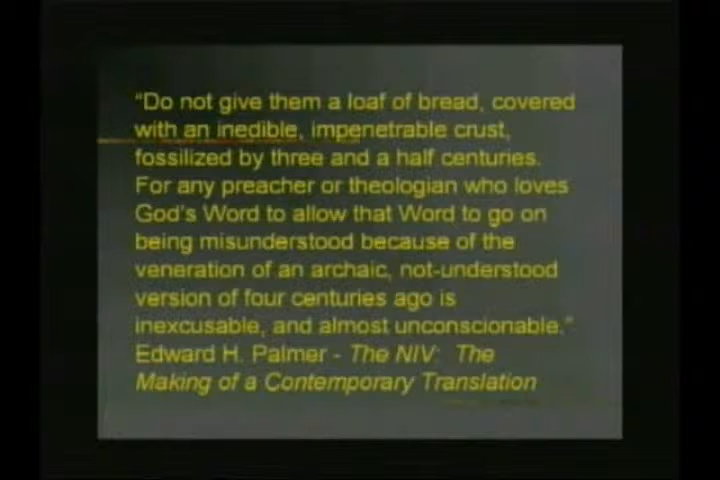 “Do not give them a loaf of bread, covered
with an inedible, impenetrable crust,
fossilized by three and a half centuries.
For any preacher or theologian who loves
God’s Word to allow that Word to go on
being misunderstood because of the
veneration of an archaic, not-understood
version of four centuries ago is
inexcusable, and almost unconscionable.”
Edward H. Palmer - The NIV:  The
Making of a Contemporary Translation